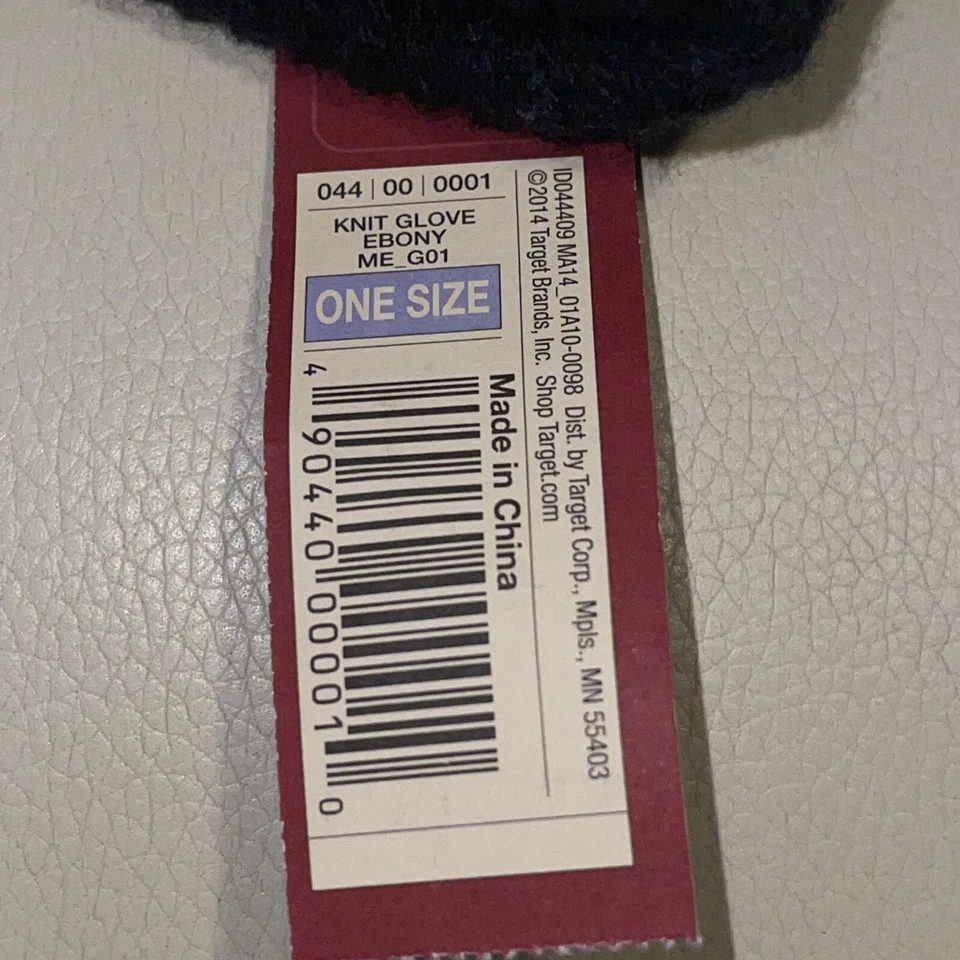 044 | 00 | 0001
KNIT GLOVE
EBONY
ME_G01
ONE SIZE
ID044409 MA14_01A10-0098 Dist. by Target Corp., Mpls., MN 55403
©2014 Target Brands, Inc. Shop Target.com
Made in China
4 90440 00001 0